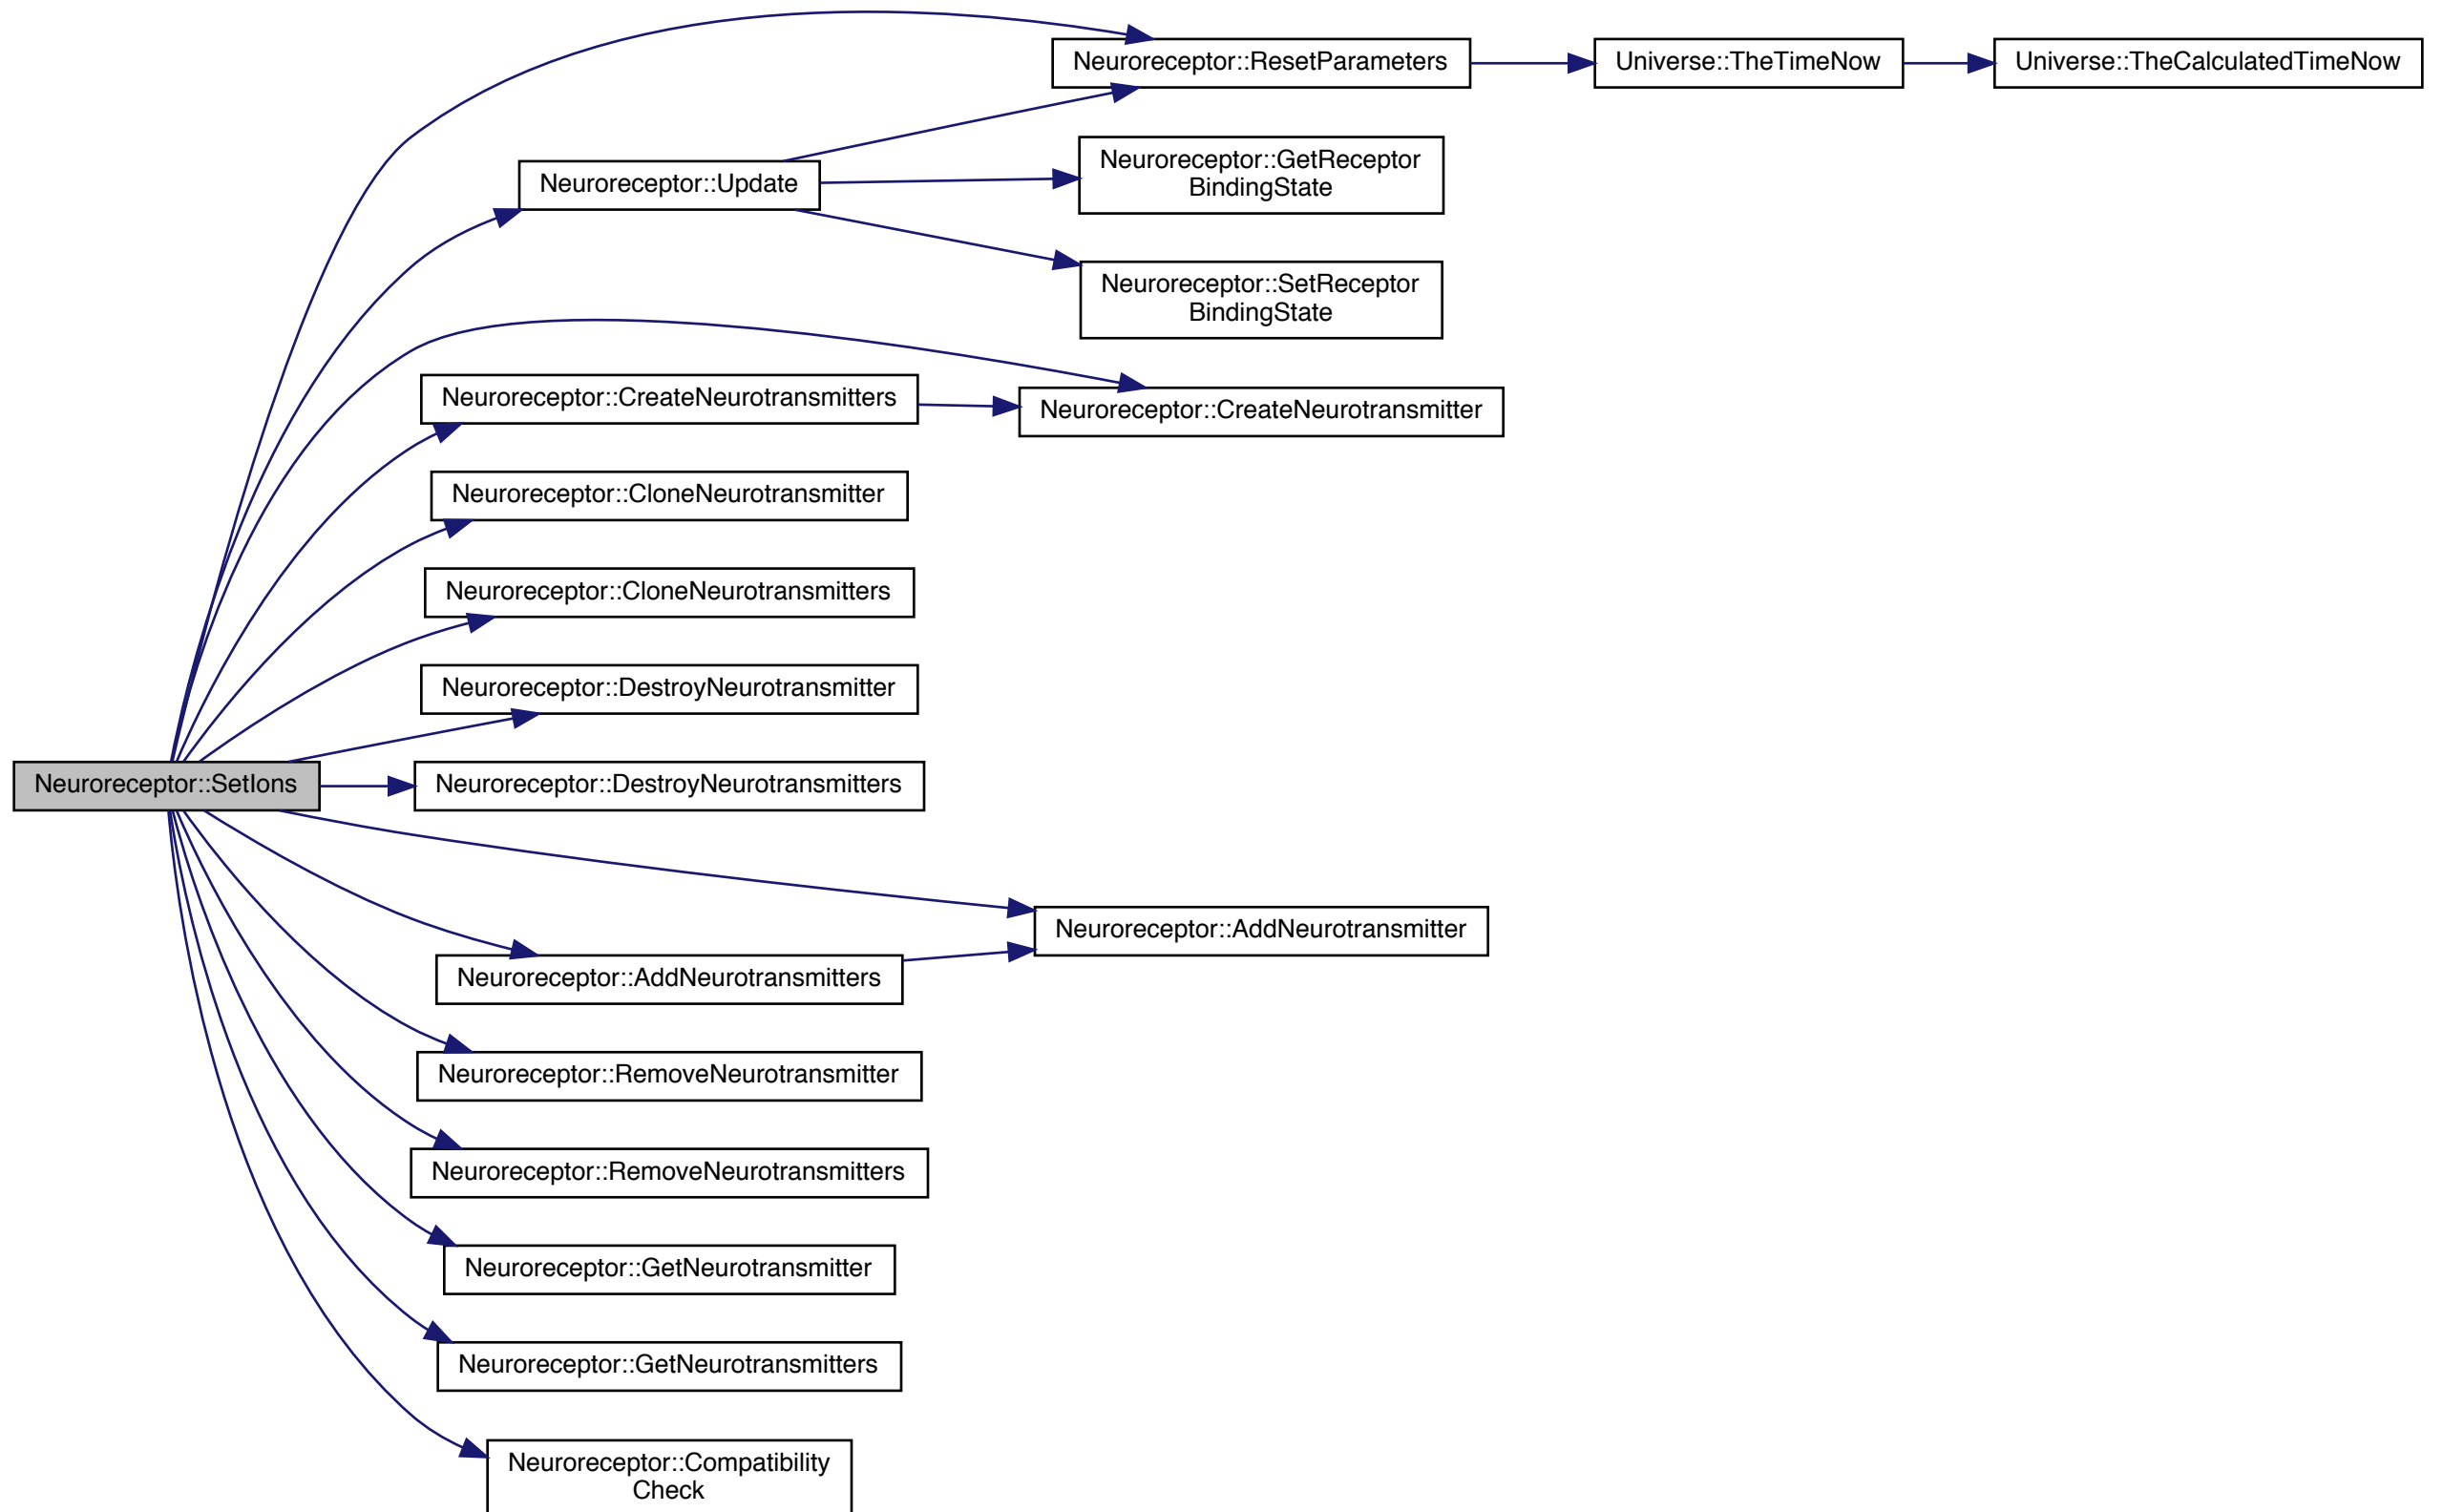 Neuroreceptor::ResetParameters
Universe::TheTimeNow
Universe::TheCalculatedTimeNow
Neuroreceptor::Update
Neuroreceptor::GetReceptor
BindingState
Neuroreceptor::SetReceptor
BindingState
Neuroreceptor::CreateNeurotransmitters
Neuroreceptor::CreateNeurotransmitter
Neuroreceptor::CloneNeurotransmitter
Neuroreceptor::CloneNeurotransmitters
Neuroreceptor::DestroyNeurotransmitter
Neuroreceptor::SetIons
Neuroreceptor::DestroyNeurotransmitters
Neuroreceptor::AddNeurotransmitter
Neuroreceptor::AddNeurotransmitters
Neuroreceptor::RemoveNeurotransmitter
Neuroreceptor::RemoveNeurotransmitters
Neuroreceptor::GetNeurotransmitter
Neuroreceptor::GetNeurotransmitters
Neuroreceptor::Compatibility
Check